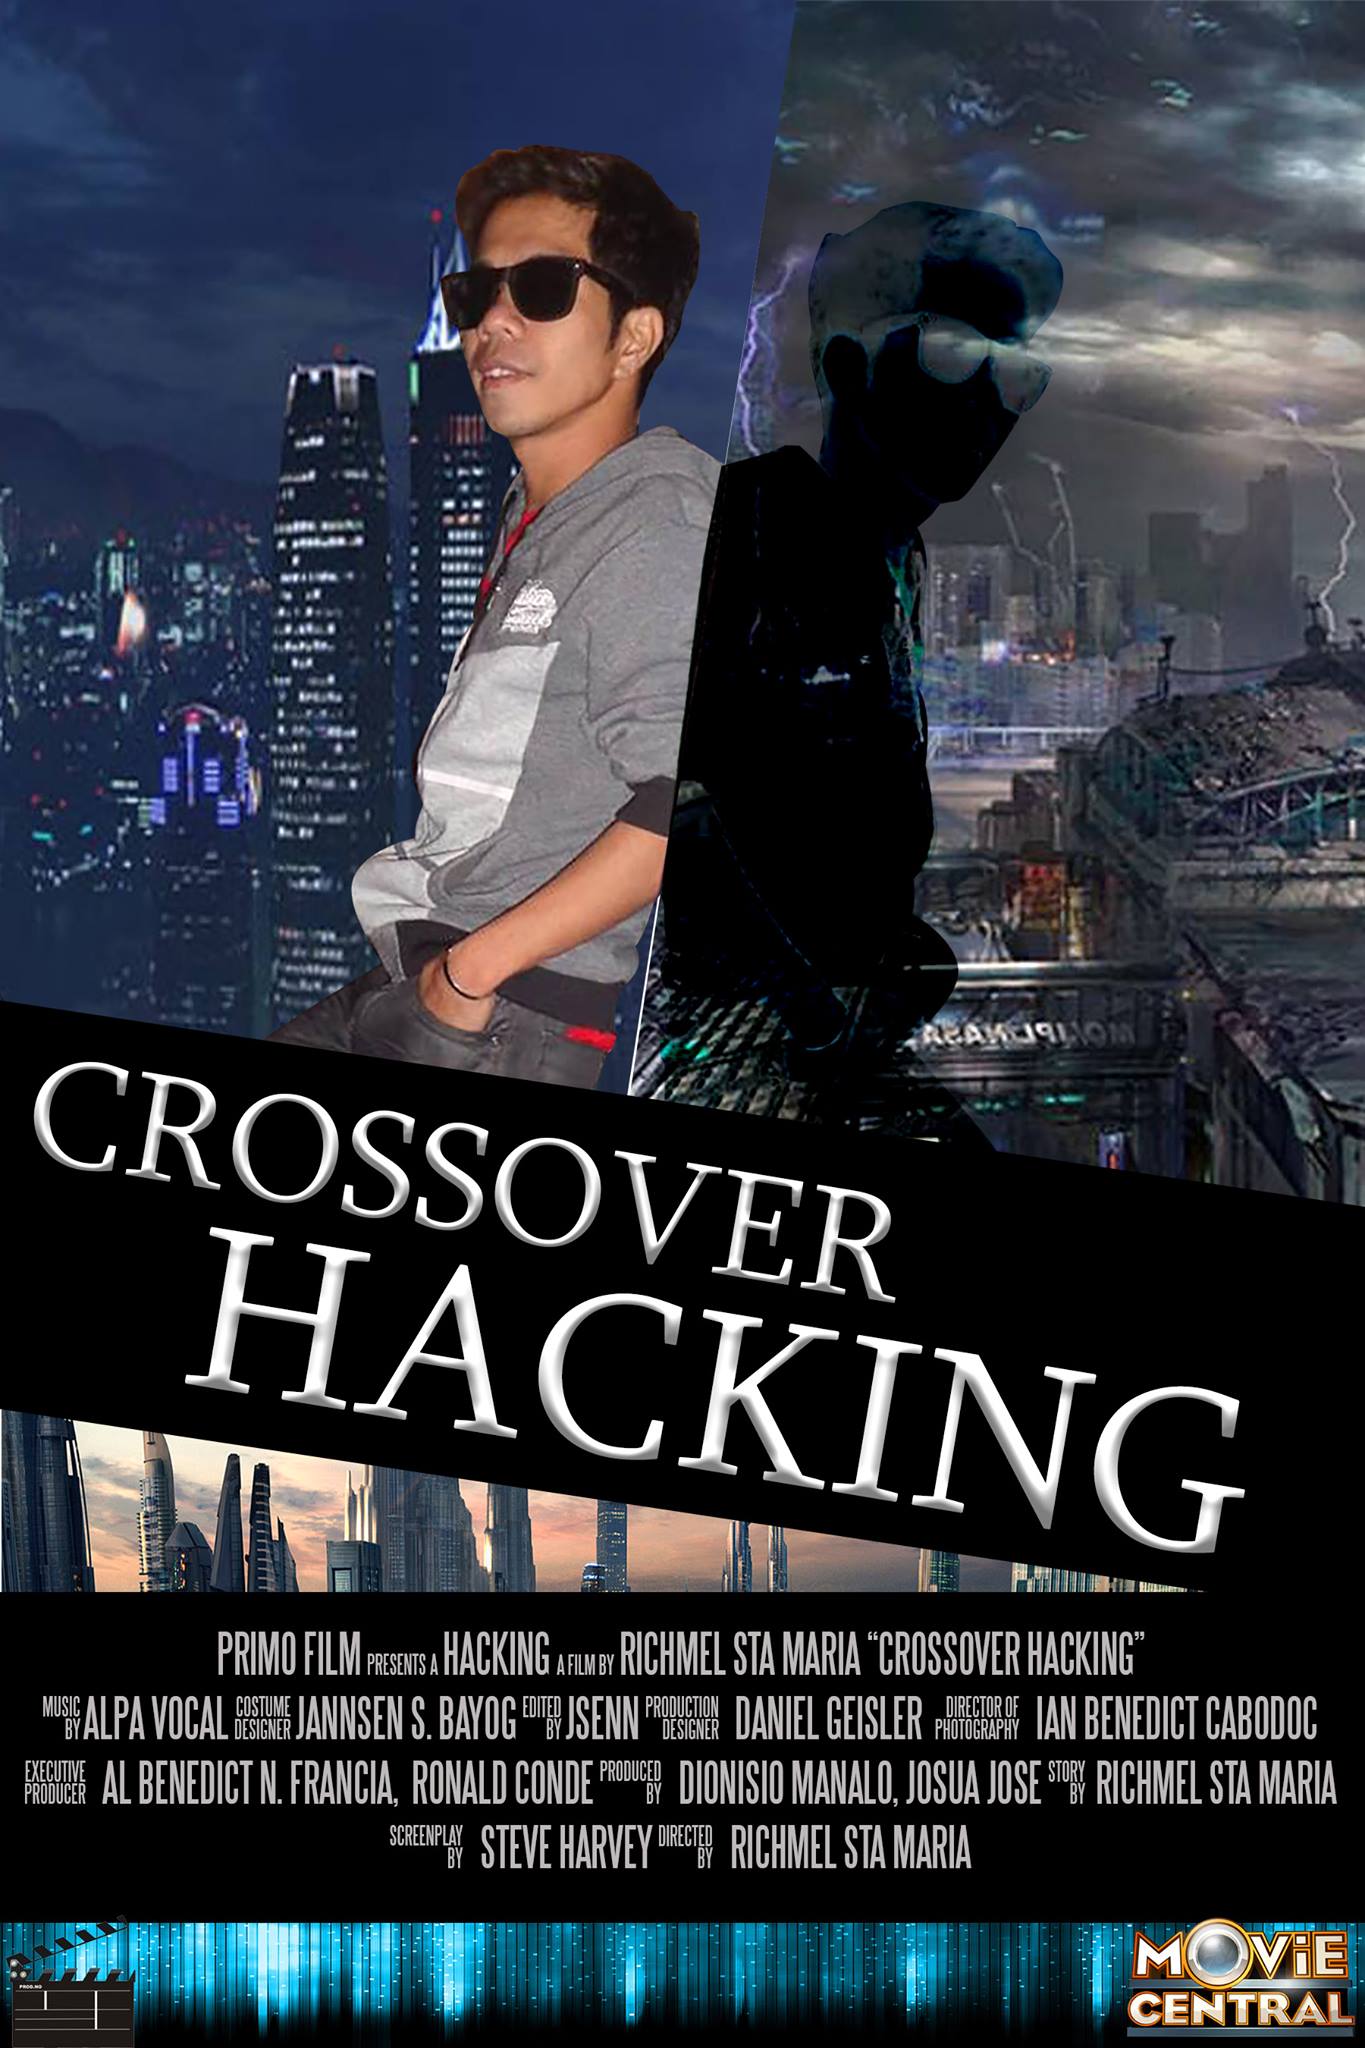 CROSSOVER
HACKING
PRIMO FILM PRESENTS A HACKING A FILM BY RICHMEL STA MARIA “CROSSOVER HACKING”
MUSIC BY ALPA VOCAL COSTUME DESIGNER JANNSEN S. BAYOG EDITED BY JSENN PRODUCTION DESIGNER DANIEL GEISLER DIRECTOR OF PHOTOGRAPHY IAN BENEDICT CABODOC
EXECUTIVE PRODUCER AL BENEDICT N. FRANCIA, RONALD CONDE PRODUCED BY DIONISIO MANALO, JOSUA JOSE STORY BY RICHMEL STA MARIA
SCREENPLAY BY STEVE HARVEY DIRECTED BY RICHMEL STA MARIA
PROD.NO
MOViE
CENTRAL